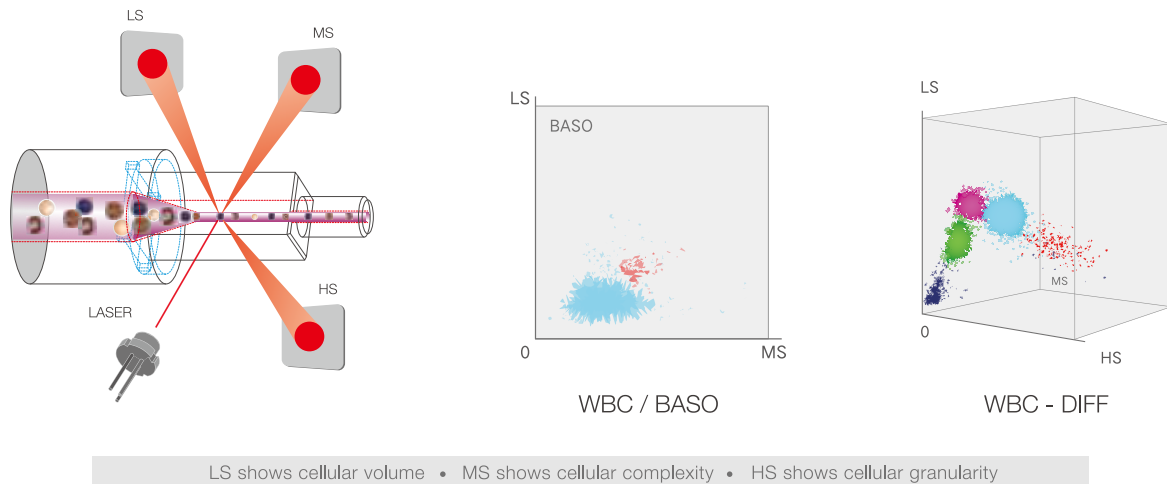 LS
MS
HS
LASER
LS
BASO
0
MS
WBC / BASO
LS
MS
0
HS
WBC - DIFF
LS shows cellular volume • MS shows cellular complexity • HS shows cellular granularity